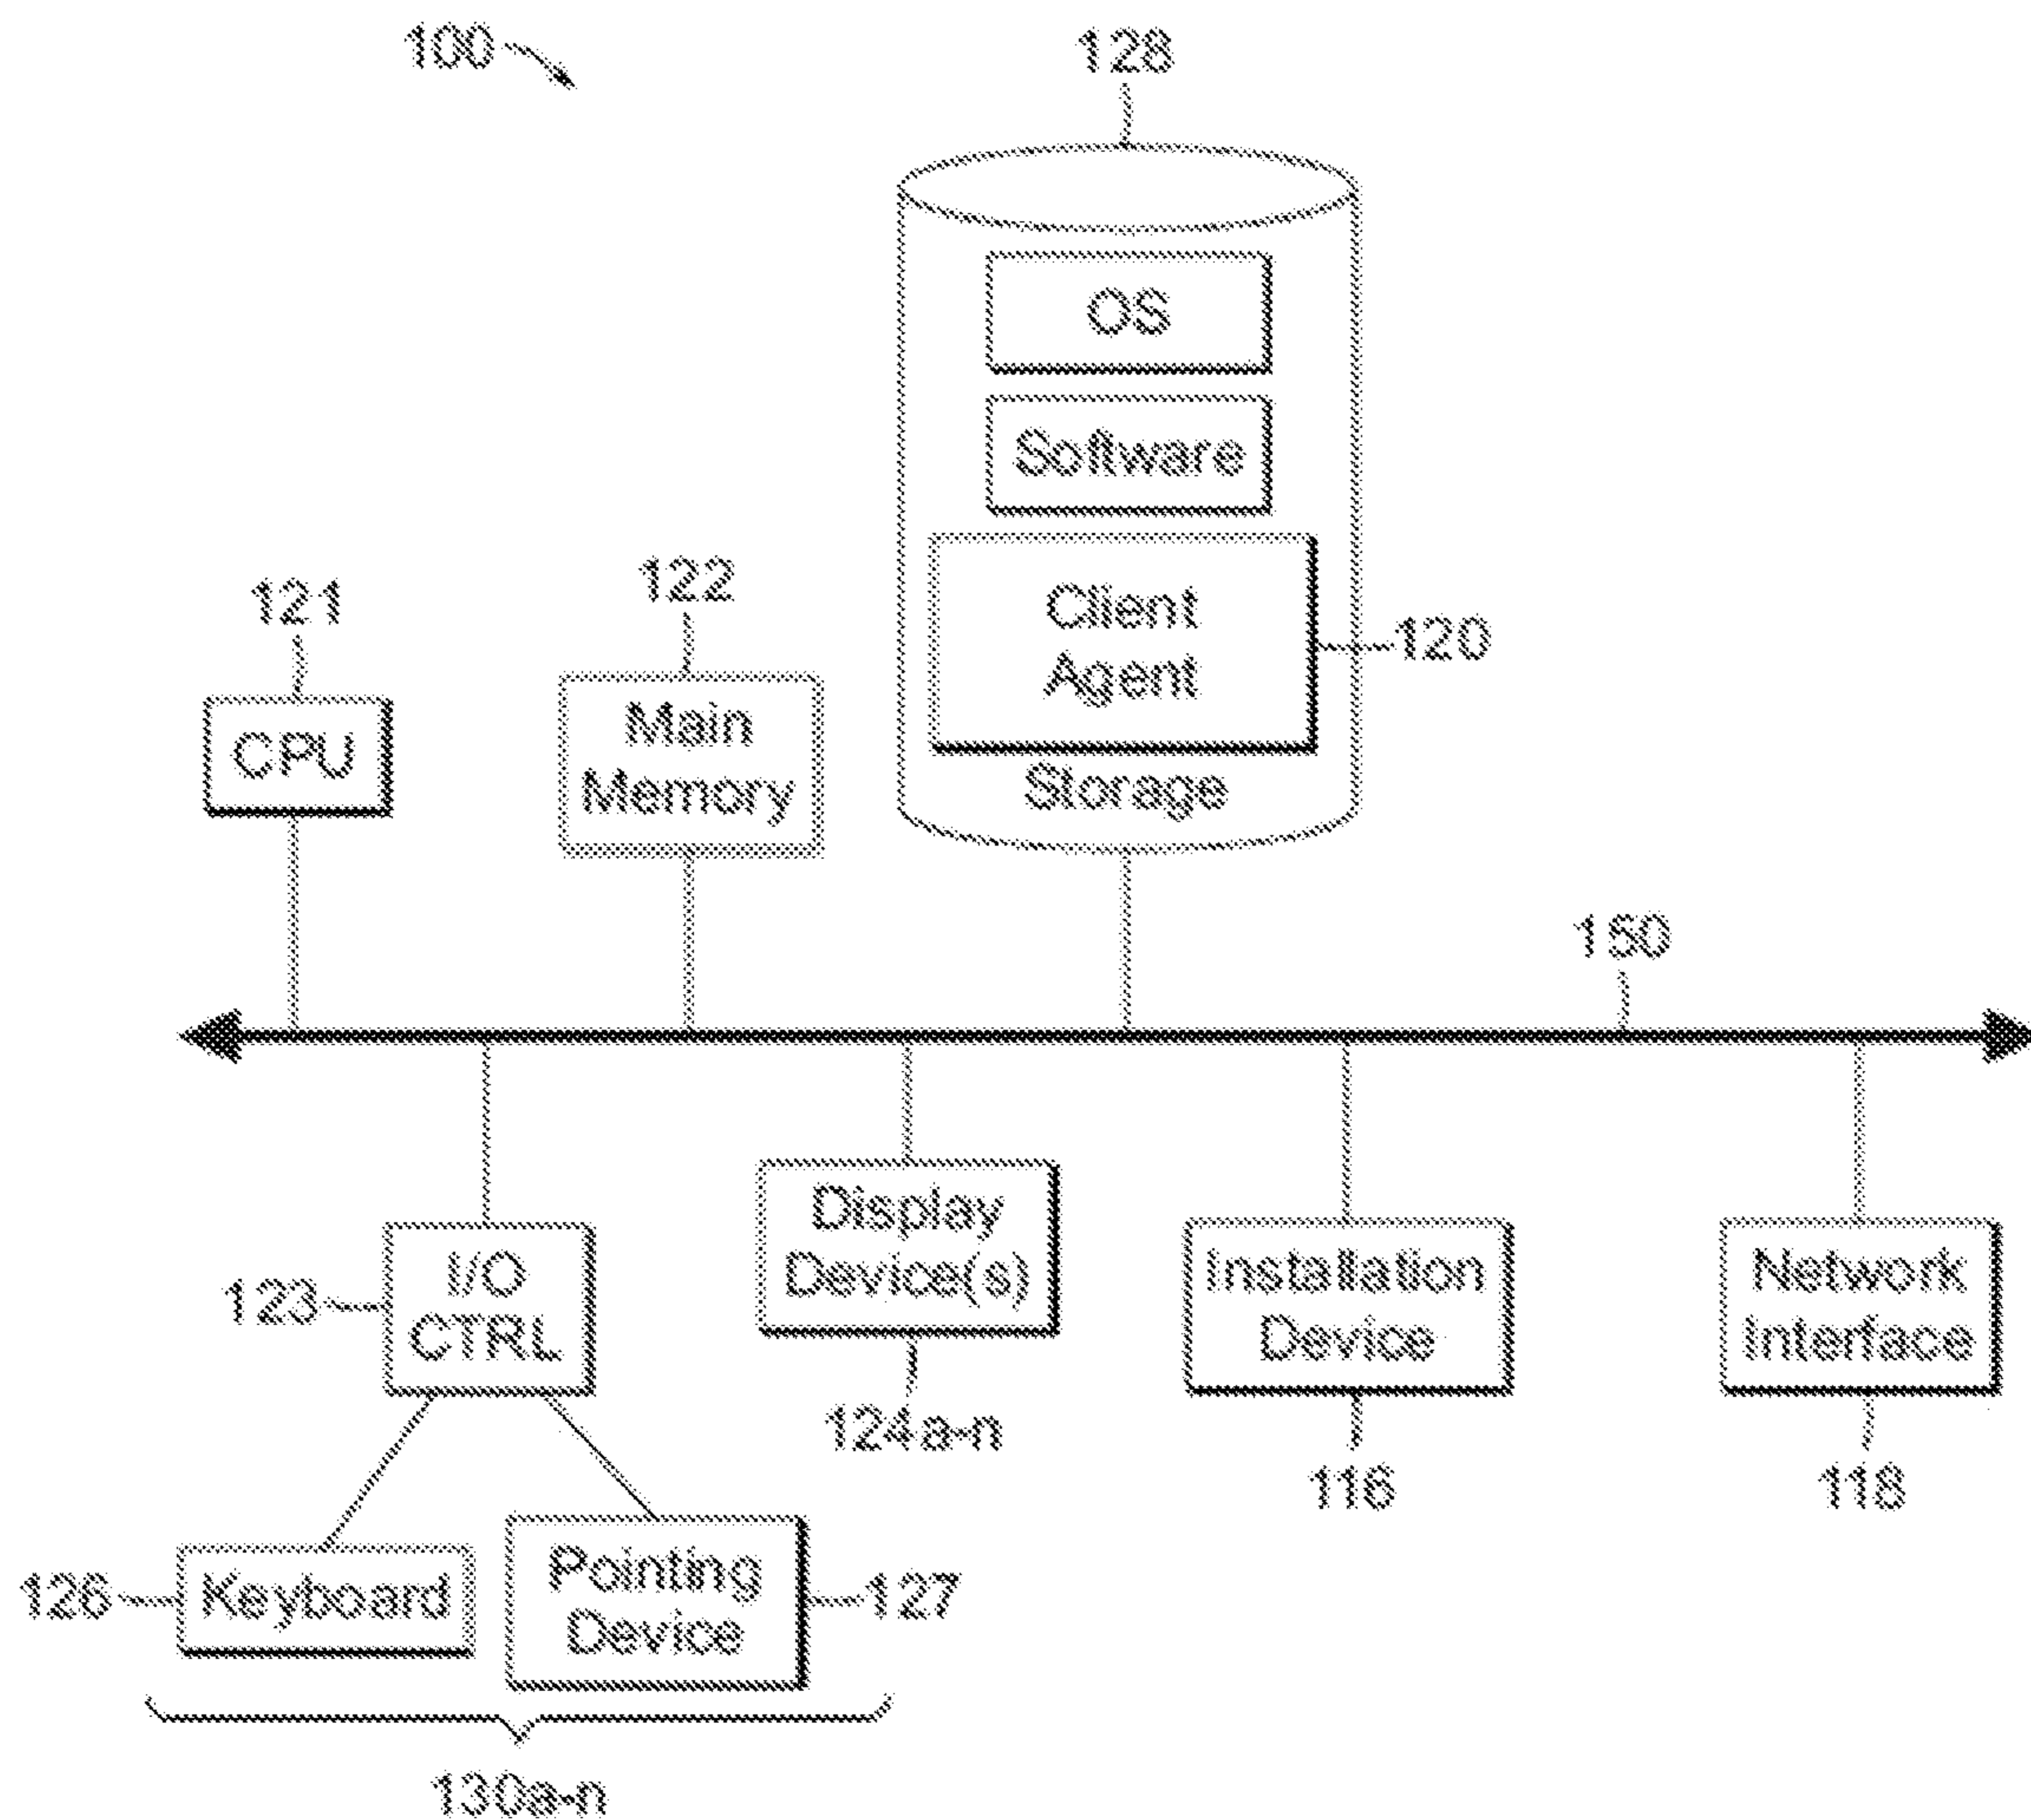 100
128
OS
Software
Client
Agent
120
Storage
121
CPU
122
Main
Memory
150
I/O
CTRL
123
Display
Device(s)
124a-n
Installation
Device
116
Network
Interface
118
126
Keyboard
Pointing
Device
127
130a-n